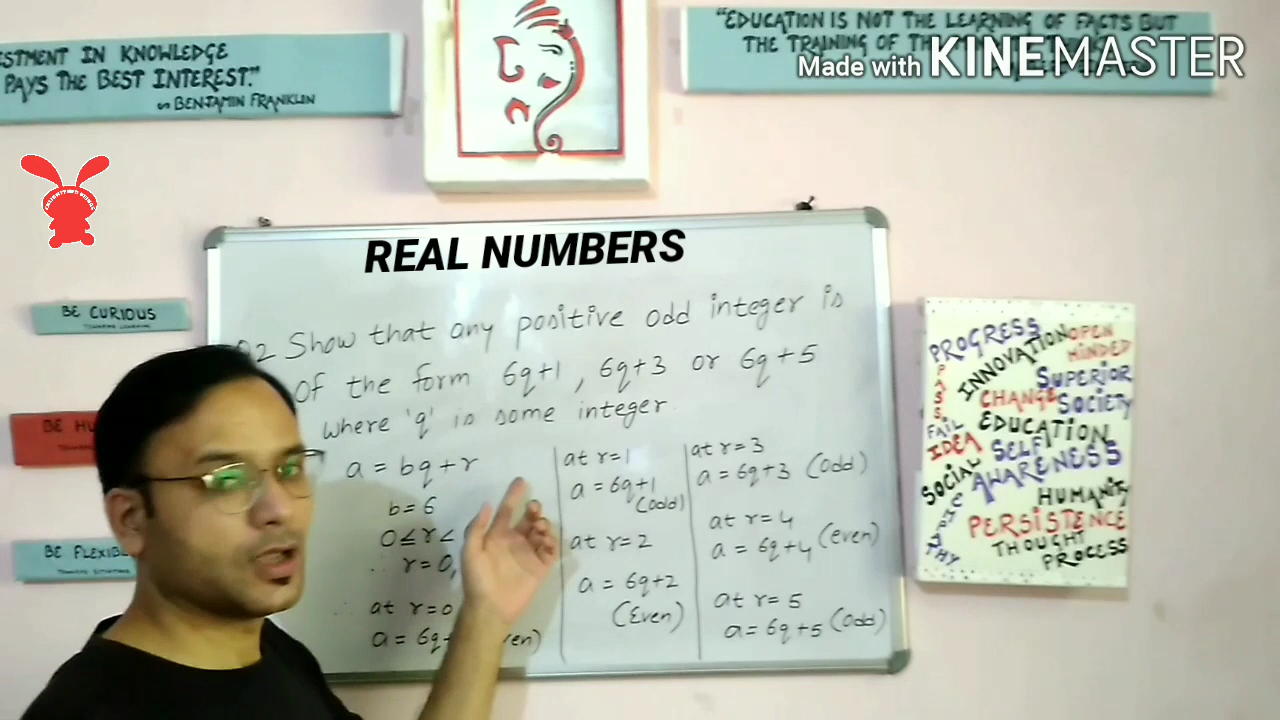 ESTMENT IN KNOWLEDGE
PAYS THE BEST INTEREST."
BENJAMIN FRANKLIN
"EDUCATION IS NOT THE LEARNING OF FACTS BUT
THE TRAINING OF
Made with KINEMASTER
BE CURIOUS
BE HU
BE FLEXIB
REAL NUMBERS
Q2 Show that any positive odd integer is
of the form 6q+1, 6q+3 or 6q+5
where 'q' is some integer.
a = bq+r
b = 6
0≤r<
∴ r=0,
∴ at r=0
a = 6q+ ven)
at r=1
a = 6q+1
(odd)
at r=2
a = 6q+2
(Even)
at r=3
a = 6q+3 (Odd)
at r=4
a = 6q+4 (even)
at r=5
a = 6q+5 (Odd)
PROGRESS
INNOVATION
OPEN
MINDED
PASS
SUPERIOR
CHANGE
SOCIETY
FAIL
EDUCATION
IDEA
SELF
SOCIAL
AWARENESS
HUMANITY
PERSISTENCE
THOUGHT
PROCESS